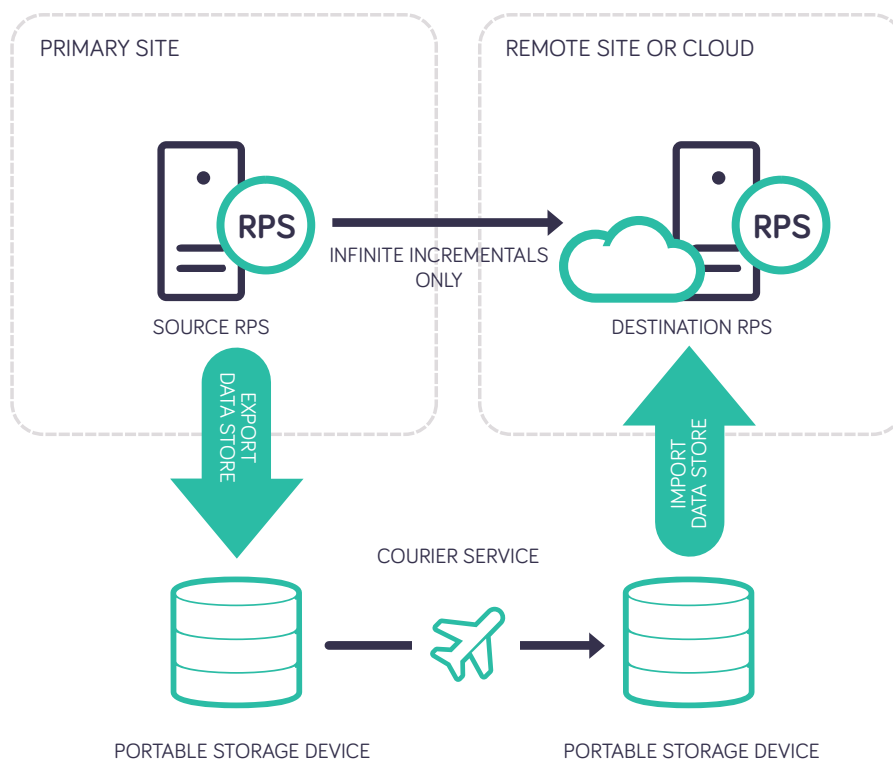 PRIMARY SITE
REMOTE SITE OR CLOUD
RPS
RPS
INFINITE INCREMENTALS
ONLY
SOURCE RPS
DESTINATION RPS
EXPORT
DATA STORE
IMPORT
DATA STORE
COURIER SERVICE
PORTABLE STORAGE DEVICE
PORTABLE STORAGE DEVICE